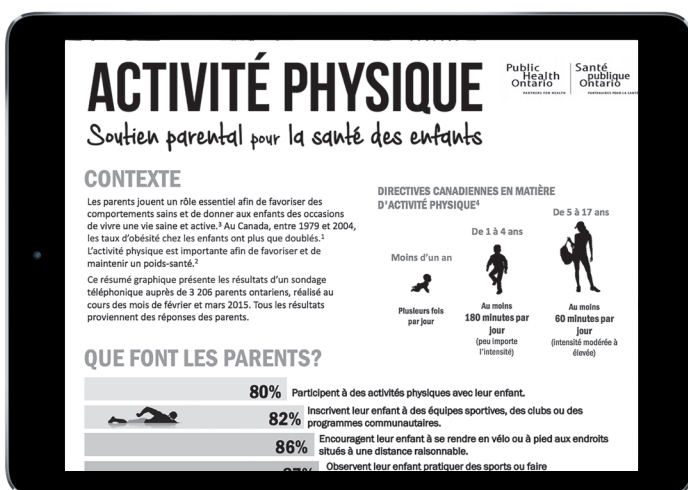 ACTIVITÉ PHYSIQUE
Soutien parental pour la santé des enfants
Public
Health
Ontario
PARTNERS FOR HEALTH
Santé
publique
Ontario
PARTENAIRES POUR LA SANTÉ
CONTEXTE
Les parents jouent un rôle essentiel afin de favoriser des
comportements sains et de donner aux enfants des occasions
de vivre une vie saine et active.³ Au Canada, entre 1979 et 2004,
les taux d'obésité chez les enfants ont plus que doublés.¹
L'activité physique est importante afin de favoriser et de
maintenir un poids-santé.²
Ce résumé graphique présente les résultats d'un sondage
téléphonique auprès de 3 206 parents ontariens, réalisé au
cours des mois de février et mars 2015. Tous les résultats
proviennent des réponses des parents.
DIRECTIVES CANADIENNES EN MATIÈRE
D'ACTIVITÉ PHYSIQUE⁴
Moins d'un an
Plusieurs fois
par jour
De 1 à 4 ans
Au moins
180 minutes par
jour
(peu importe
l'intensité)
De 5 à 17 ans
Au moins
60 minutes par
jour
(intensité modérée à
élevée)
QUE FONT LES PARENTS?
80% Participent à des activités physiques avec leur enfant.
82% Inscrivent leur enfant à des équipes sportives, des clubs ou des
programmes communautaires.
86% Encouragent leur enfant à se rendre en vélo ou à pied aux endroits
situés à une distance raisonnable.
Observent leur enfant pratiquer des sports ou faire